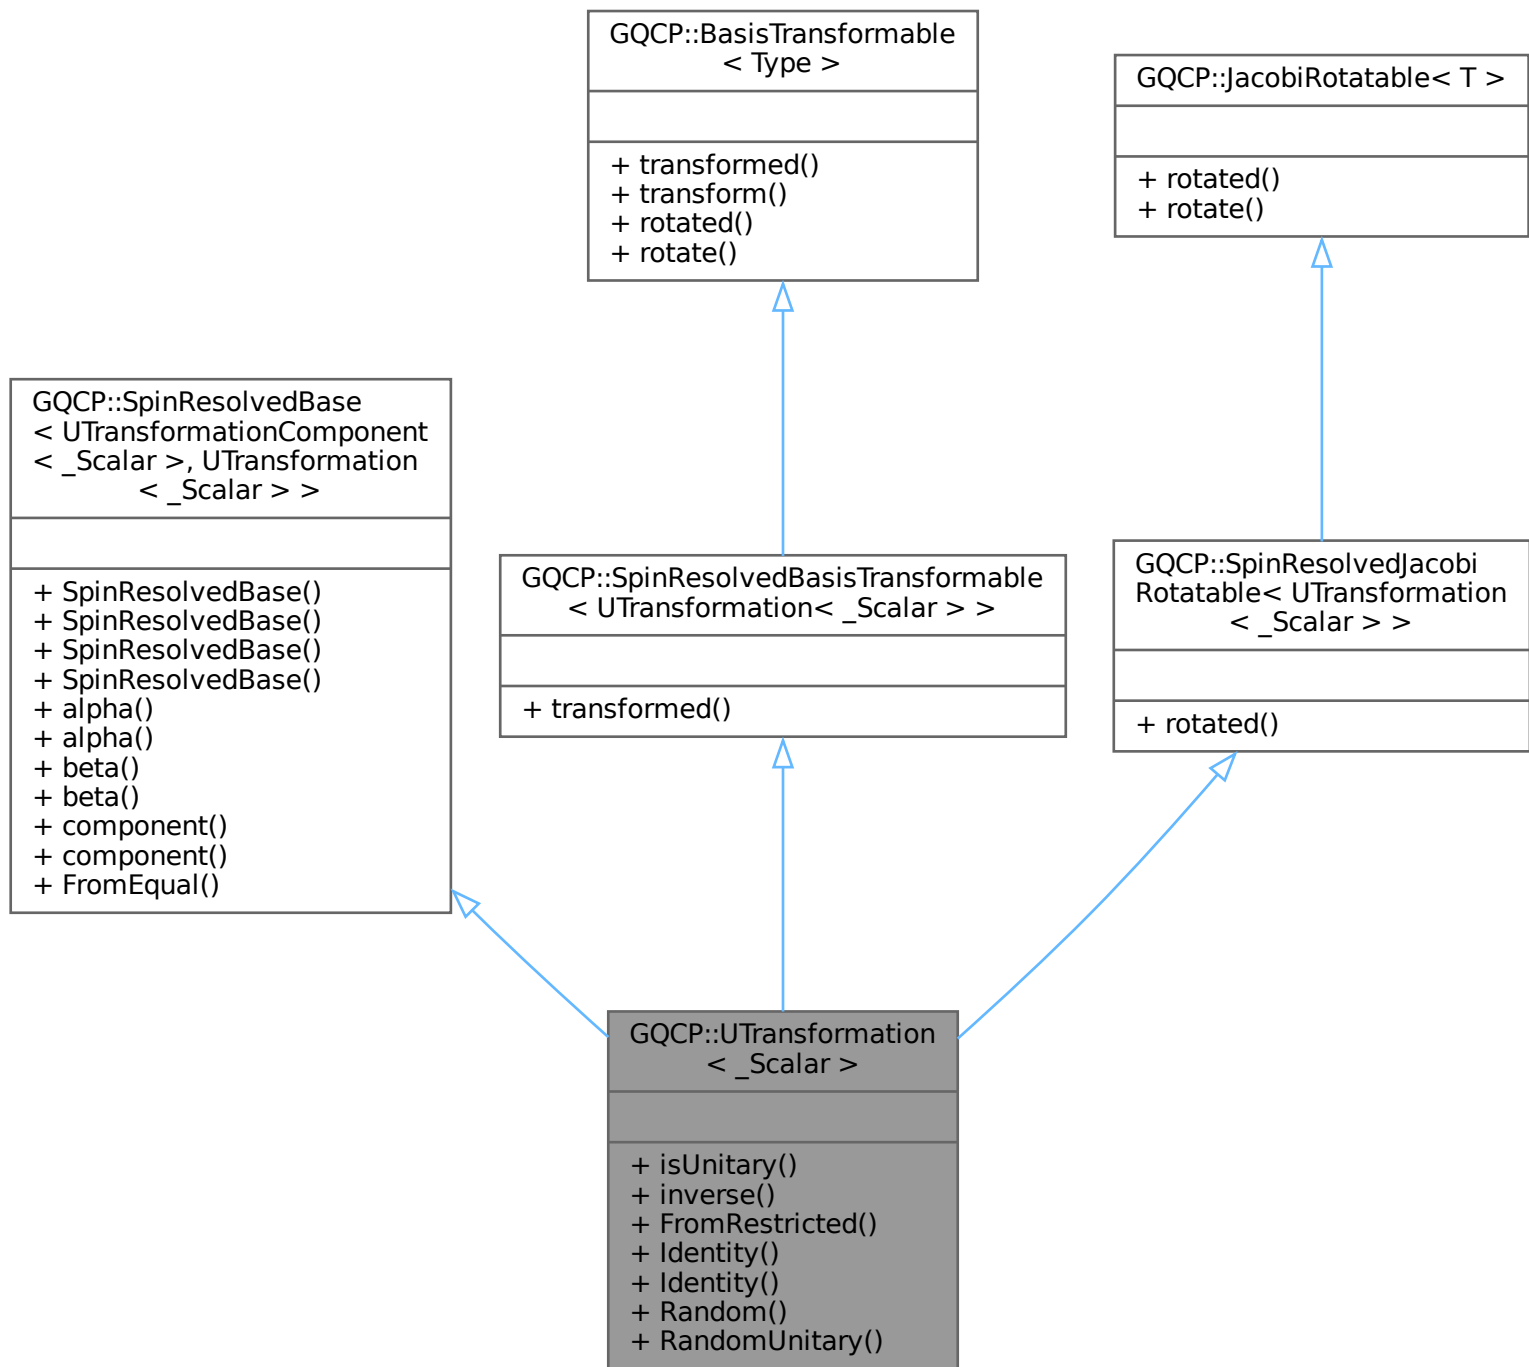 GQCP::BasisTransformable
< Type >
+ transformed()
+ transform()
+ rotated()
+ rotate()
GQCP::JacobiRotatable< T >
+ rotated()
+ rotate()
GQCP::SpinResolvedBase
< UTransformationComponent
< _Scalar >, UTransformation
< _Scalar > >
+ SpinResolvedBase()
+ SpinResolvedBase()
+ SpinResolvedBase()
+ SpinResolvedBase()
+ alpha()
+ alpha()
+ beta()
+ beta()
+ component()
+ component()
+ FromEqual()
GQCP::SpinResolvedBasisTransformable
< UTransformation< _Scalar > >
+ transformed()
GQCP::SpinResolvedJacobi
Rotatable< UTransformation
< _Scalar > >
+ rotated()
GQCP::UTransformation
< _Scalar >
+ isUnitary()
+ inverse()
+ FromRestricted()
+ Identity()
+ Identity()
+ Random()
+ RandomUnitary()